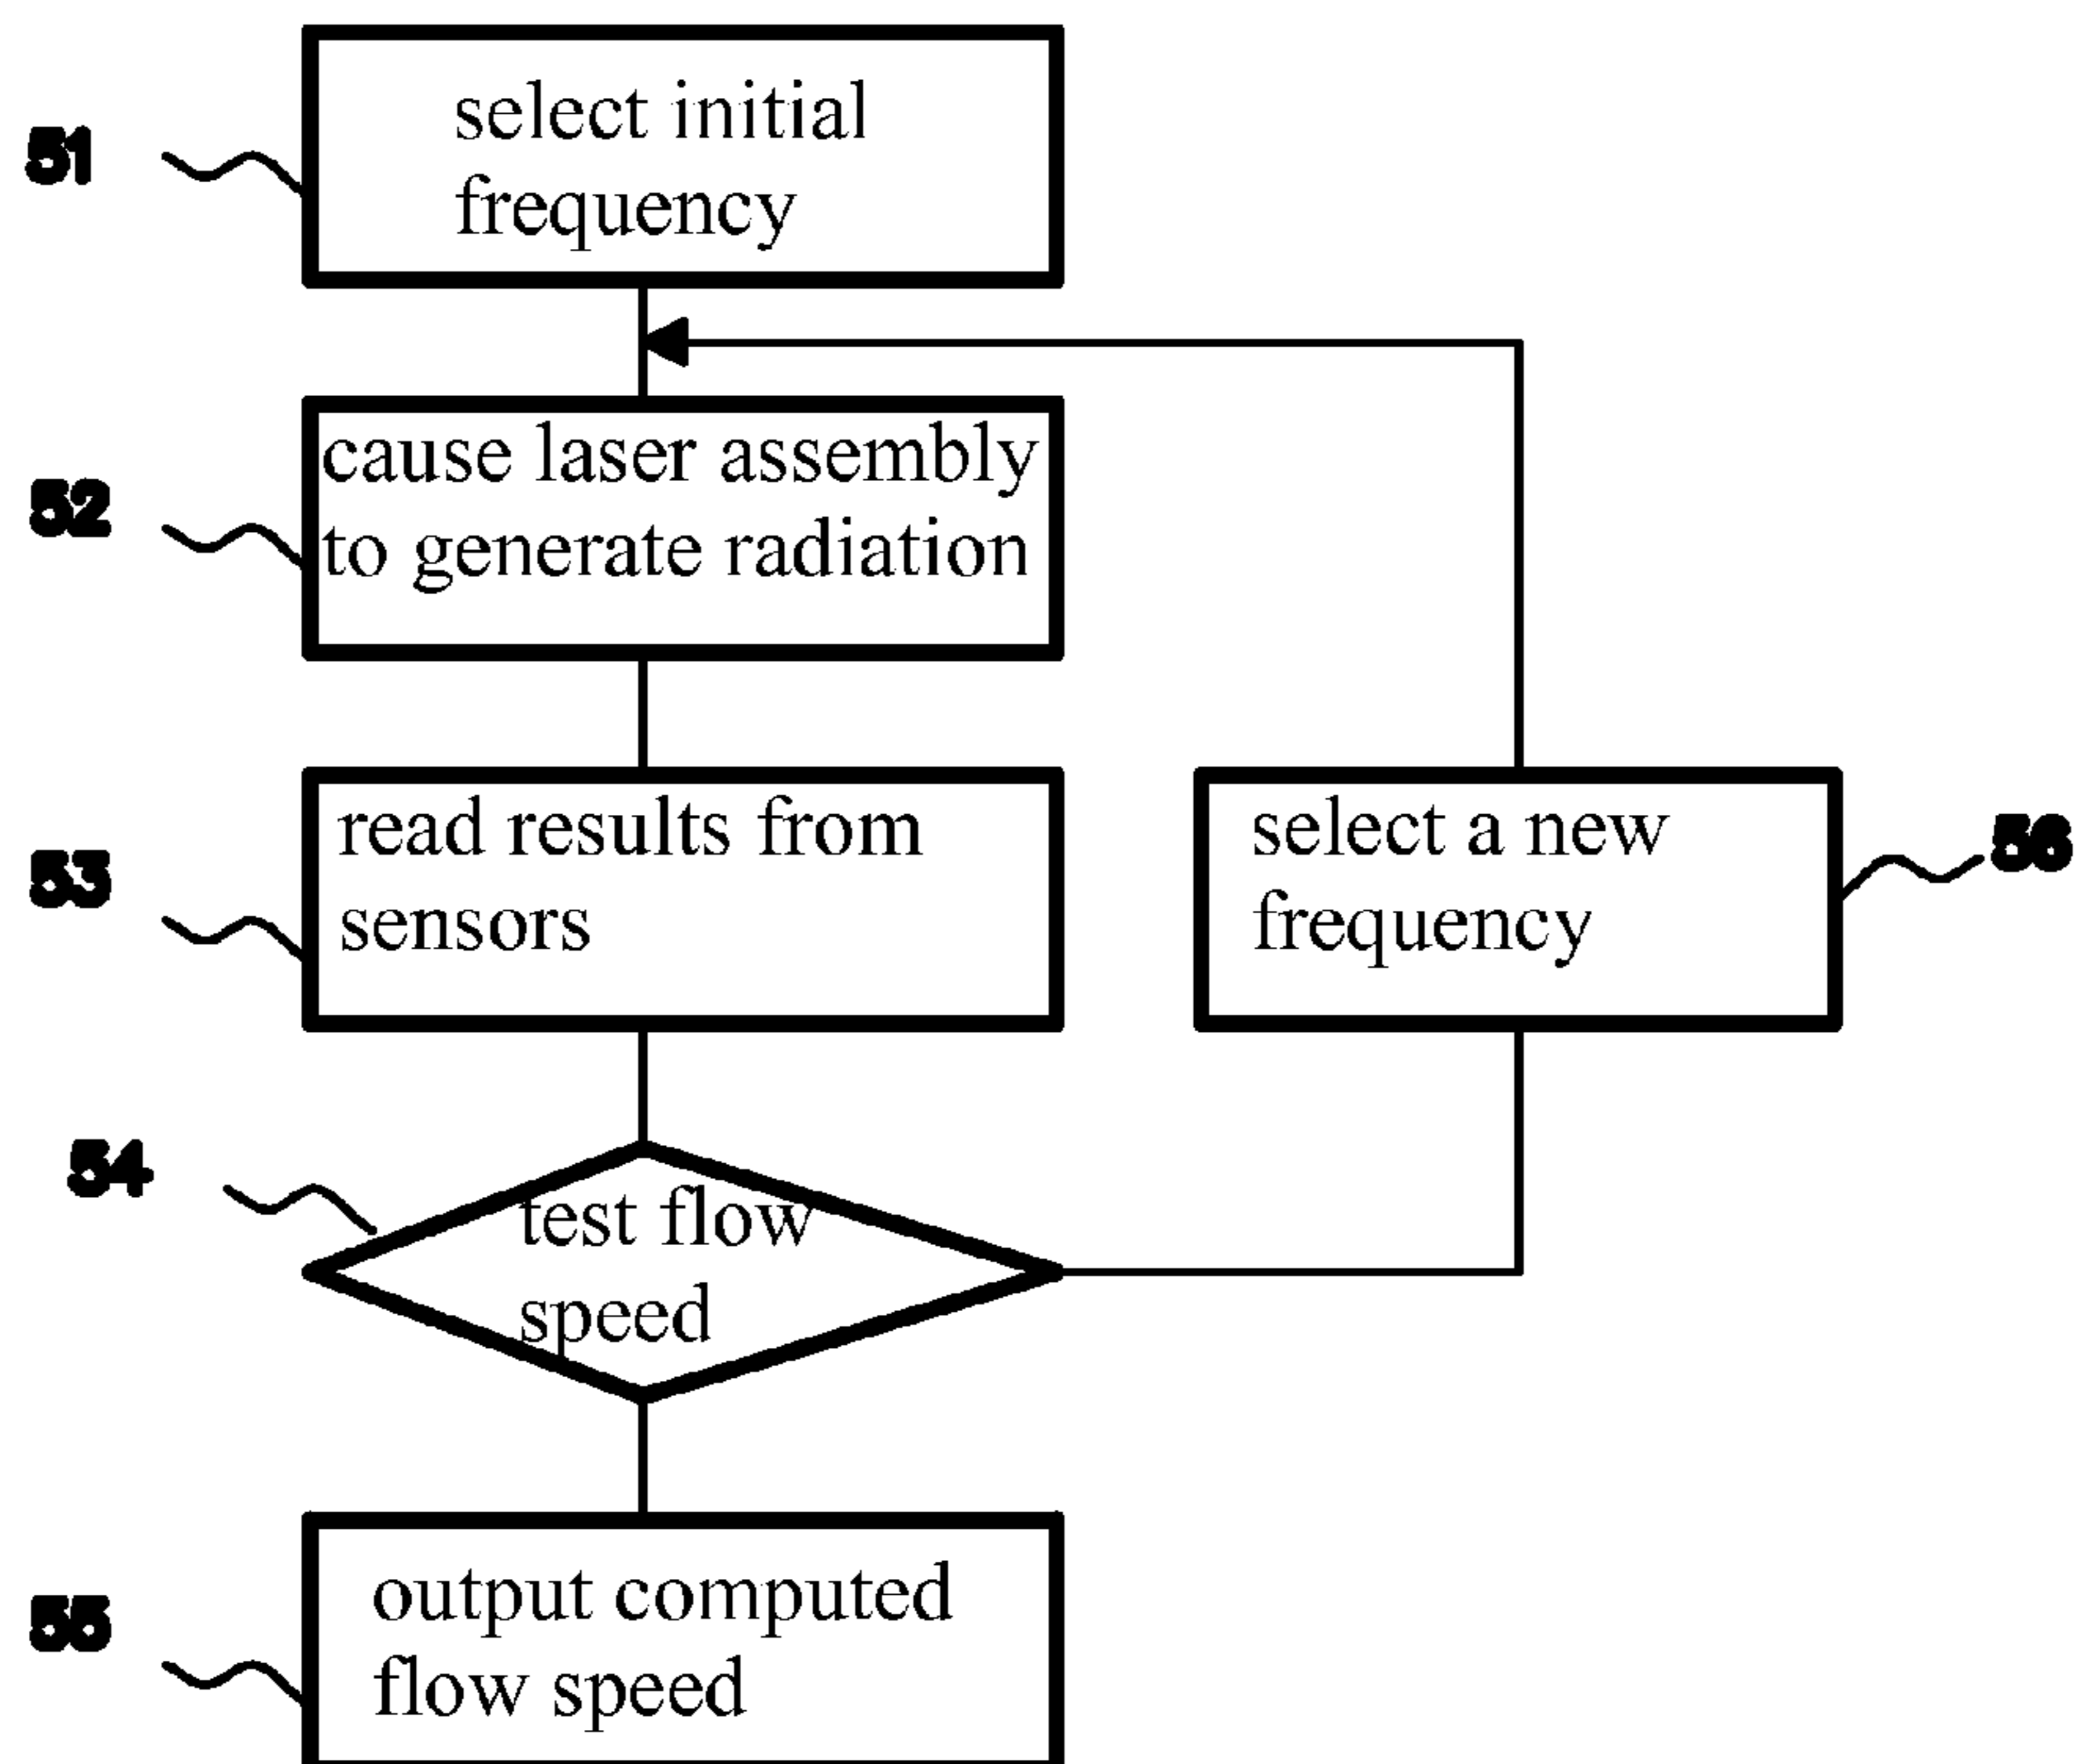 51
select initial
frequency
52
cause laser assembly
to generate radiation
53
read results from
sensors
select a new
frequency
56
54
test flow
speed
55
output computed
flow speed